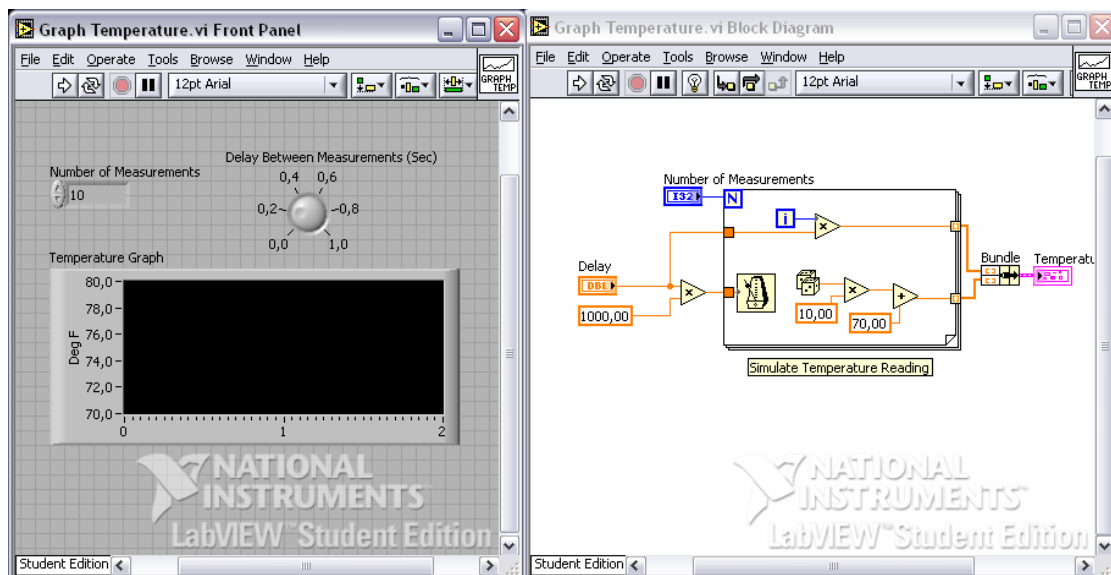 Graph Temperature.vi Front Panel
File Edit Operate Tools Browse Window Help
12pt Arial
GRAPH
TEMP
Number of Measurements
10
Delay Between Measurements (Sec)
0,4 0,6
0,2 0,8
0,0 1,0
Temperature Graph
80,0
78,0
76,0
74,0
72,0
70,0
Deg F
0 1 2
NATIONAL
INSTRUMENTS
LabVIEW™ Student Edition
Student Edition
Graph Temperature.vi Block Diagram
File Edit Operate Tools Browse Window Help
12pt Arial
GRAPH
TEMP
Number of Measurements
I32
N
i
Delay
DBL
1000,00
10,00
70,00
Bundle
Temperatu
Simulate Temperature Reading
NATIONAL
INSTRUMENTS
LabVIEW™ Student Edition
Student Edition